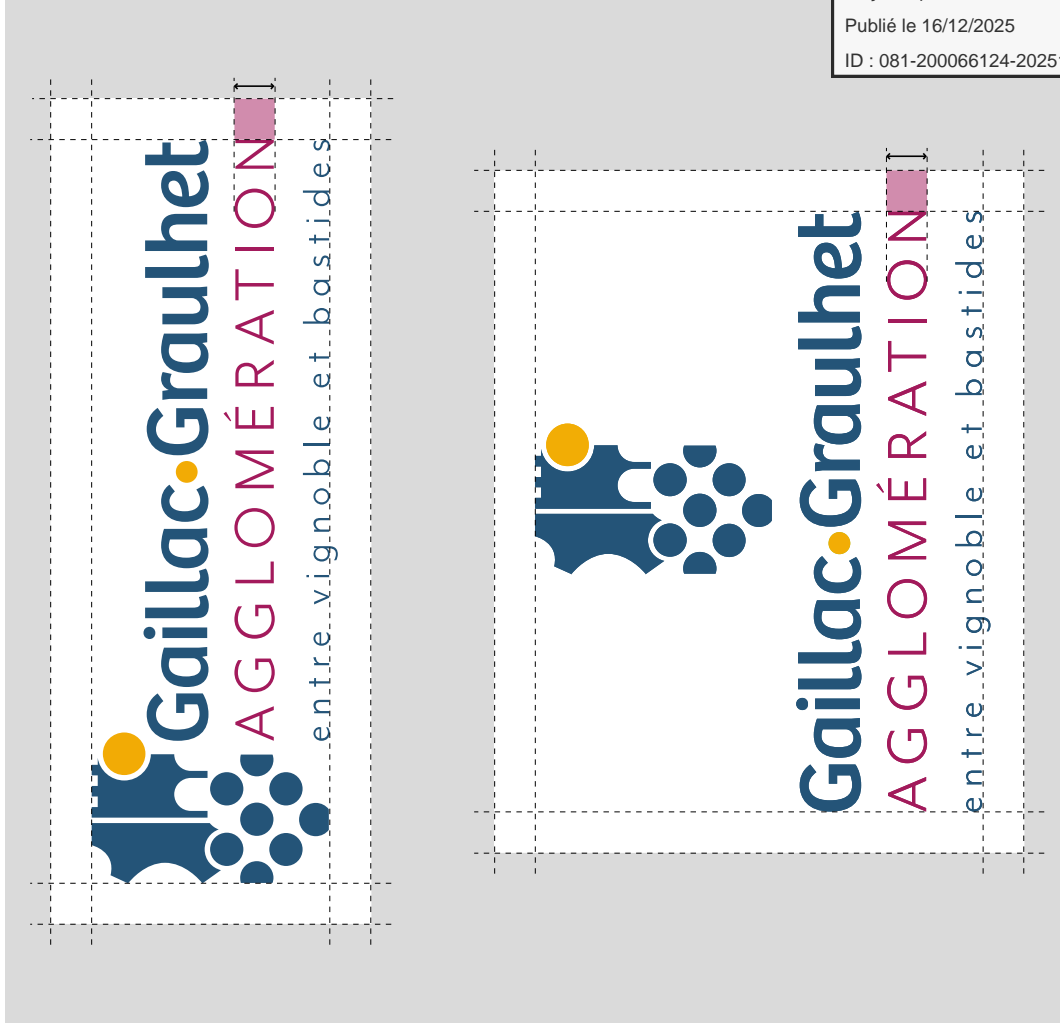 Publié le 16/12/2025
ID : 081-200066124-2025
Gaillac•Graulhet
AGGLOMÉRATION
entre vignoble et bastides
Gaillac•Graulhet
AGGLOMÉRATION
entre vignoble et bastides